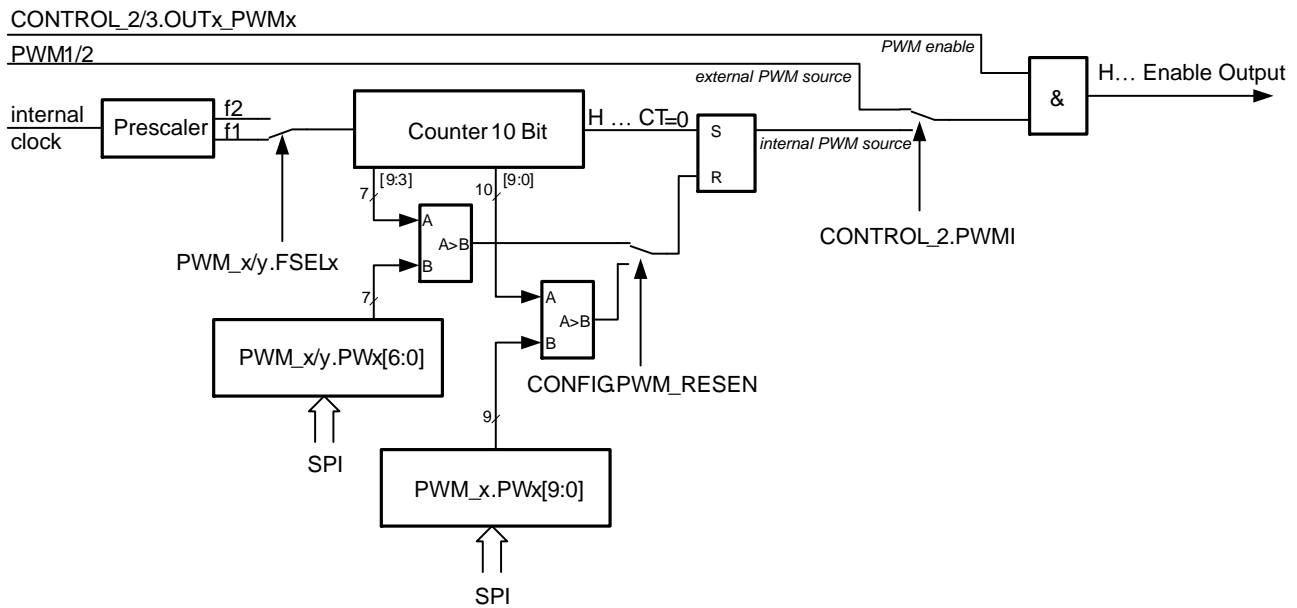 CONTROL_2/3.OUTx_PWMx
PWM1/2
PWM enable
external PWM source
H… Enable Output
&
internal
clock
Prescaler
f2
f1
Counter 10 Bit
H … CT=0
S
R
internal PWM source
7
[9:3]
10
[9:0]
A
A>B
B
PWM_x/y.FSELx
CONTROL_2.PWMI
7
A
A>B
B
PWM_x/y.PWx[6:0]
CONFIG.PWM_RESEN
SPI
9
PWM_x.PWx[9:0]
SPI